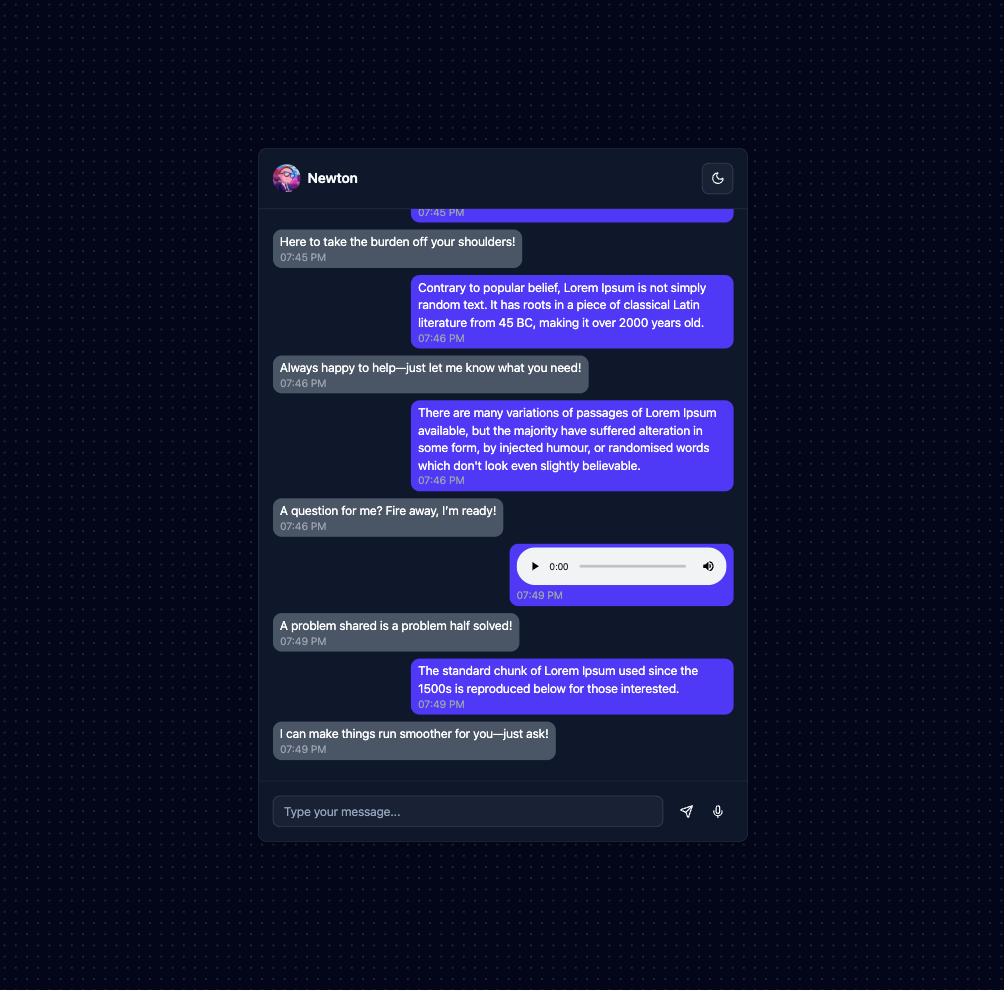 Newton
07:45 PM
Here to take the burden off your shoulders!
07:45 PM
Contrary to popular belief, Lorem Ipsum is not simply
random text. It has roots in a piece of classical Latin
literature from 45 BC, making it over 2000 years old.
07:46 PM
Always happy to help—just let me know what you need!
07:46 PM
There are many variations of passages of Lorem Ipsum
available, but the majority have suffered alteration in
some form, by injected humour, or randomised words
which don't look even slightly believable.
07:46 PM
A question for me? Fire away, I'm ready!
07:46 PM
0:00
07:49 PM
A problem shared is a problem half solved!
07:49 PM
The standard chunk of Lorem Ipsum used since the
1500s is reproduced below for those interested.
07:49 PM
I can make things run smoother for you—just ask!
07:49 PM
Type your message...